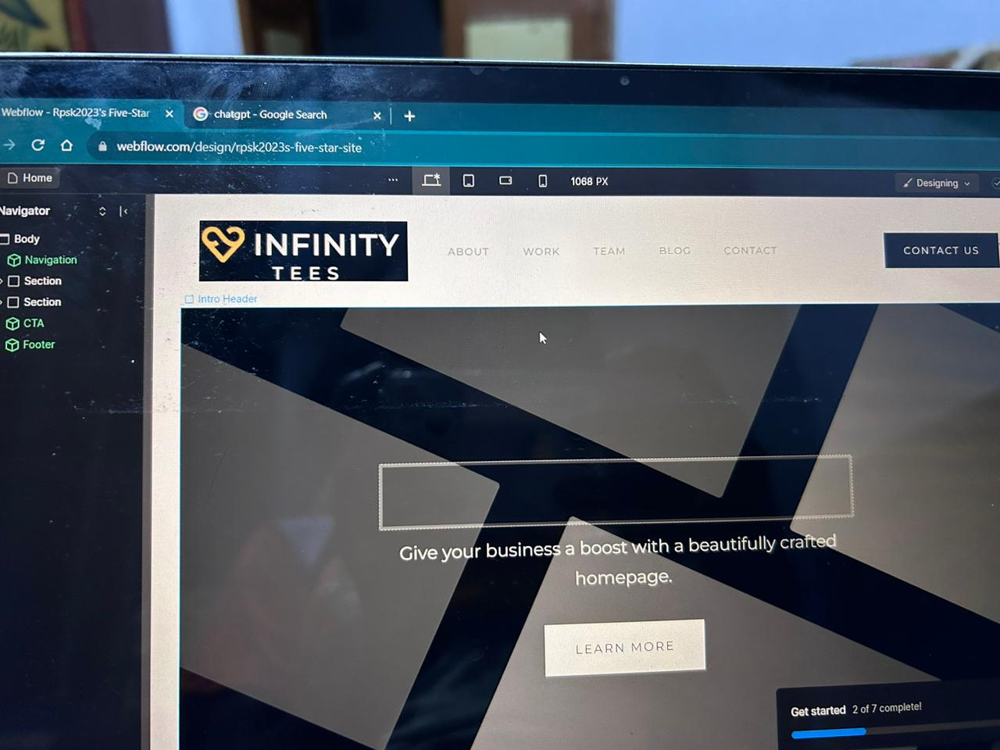 Webflow - Rpsk2023's Five-Star
chatgpt - Google Search
webflow.com/design/rpsk2023s-five-star-site
Home
1068 PX
Designing
Navigator
Body
Navigation
Section
Section
CTA
Footer
INFINITY
TEES
ABOUT
WORK
TEAM
BLOG
CONTACT
CONTACT US
Intro Header
Give your business a boost with a beautifully crafted
homepage.
LEARN MORE
Get started 2 of 7 complete!